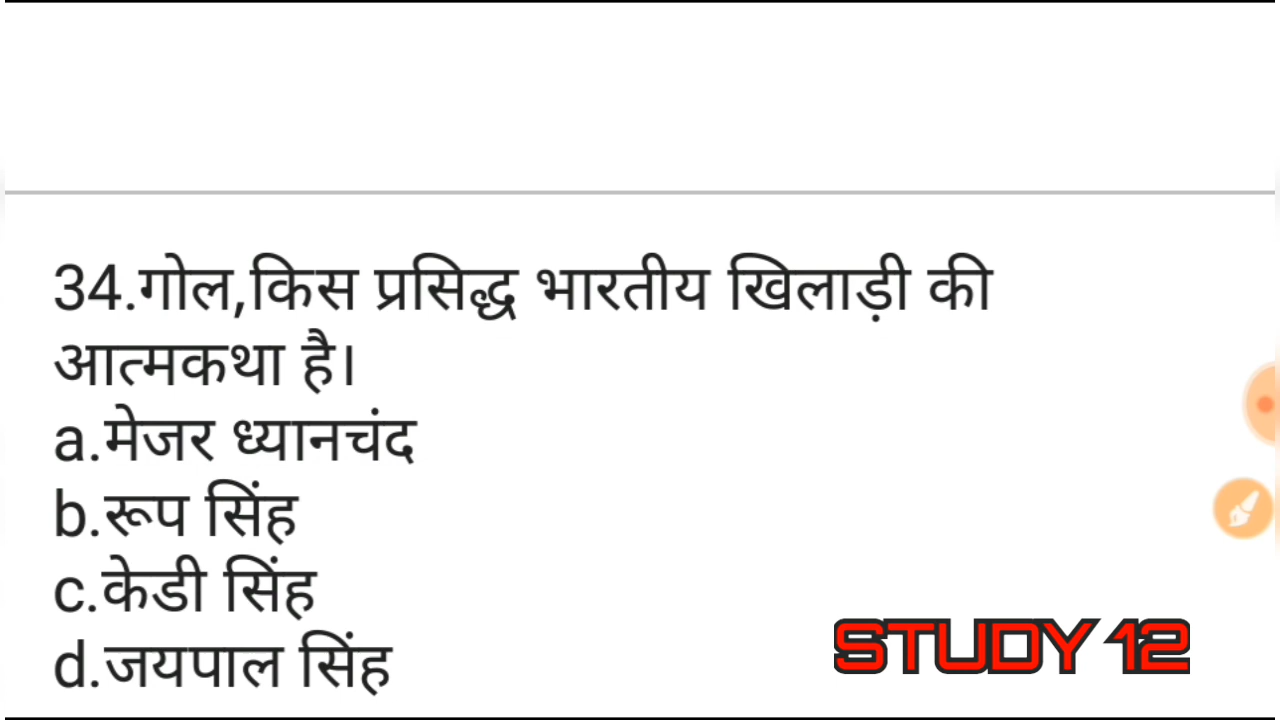 34.गोल,किस प्रसिद्ध भारतीय खिलाड़ी की
आत्मकथा है।
a.मेजर ध्यानचंद
b.रूप सिंह
c.केडी सिंह
d.जयपाल सिंह
STUDY 12